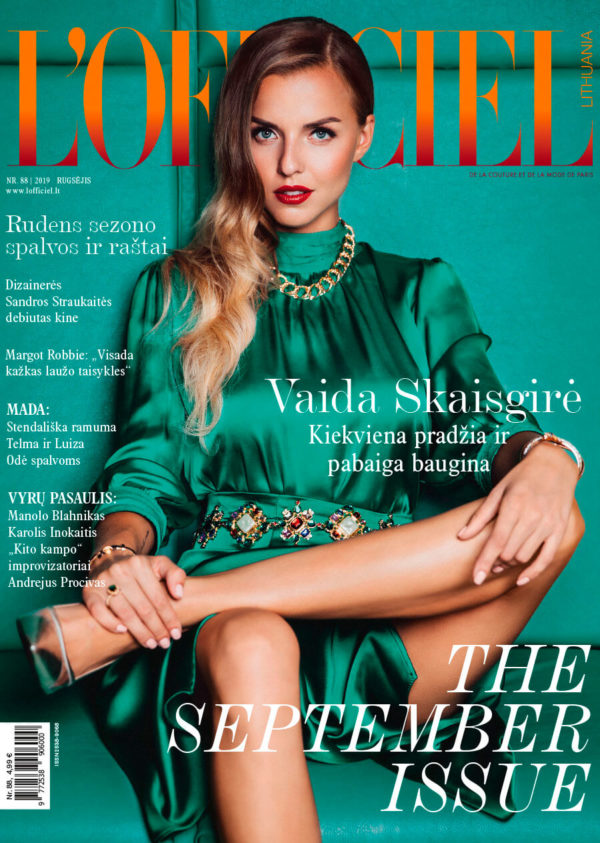 L'OFFICIEL
LITHUANIA
NR. 88 | 2019 RUGSĖJIS
www.lofficiel.lt
DE LA COUTURE ET DE LA MODE DE PARIS
Rudens sezono
spalvos ir raštai
Dizainerės
Sandros Straukaitės
debiutas kine
Margot Robbie: „Visada
kažkas laužo taisykles“
MADA:
Stendališka ramuma
Telma ir Luiza
Odė spalvoms
VYRŲ PASAULIS:
Manolo Blahnikas
Karolis Inokaitis
„Kito kampo“
improvizatoriai
Andrejus Procivas
Vaida Skaisgirė
Kiekviena pradžia ir
pabaiga baugina
THE
SEPTEMBER
ISSUE
Nr. 88, 4,99 €
9 772538 906000